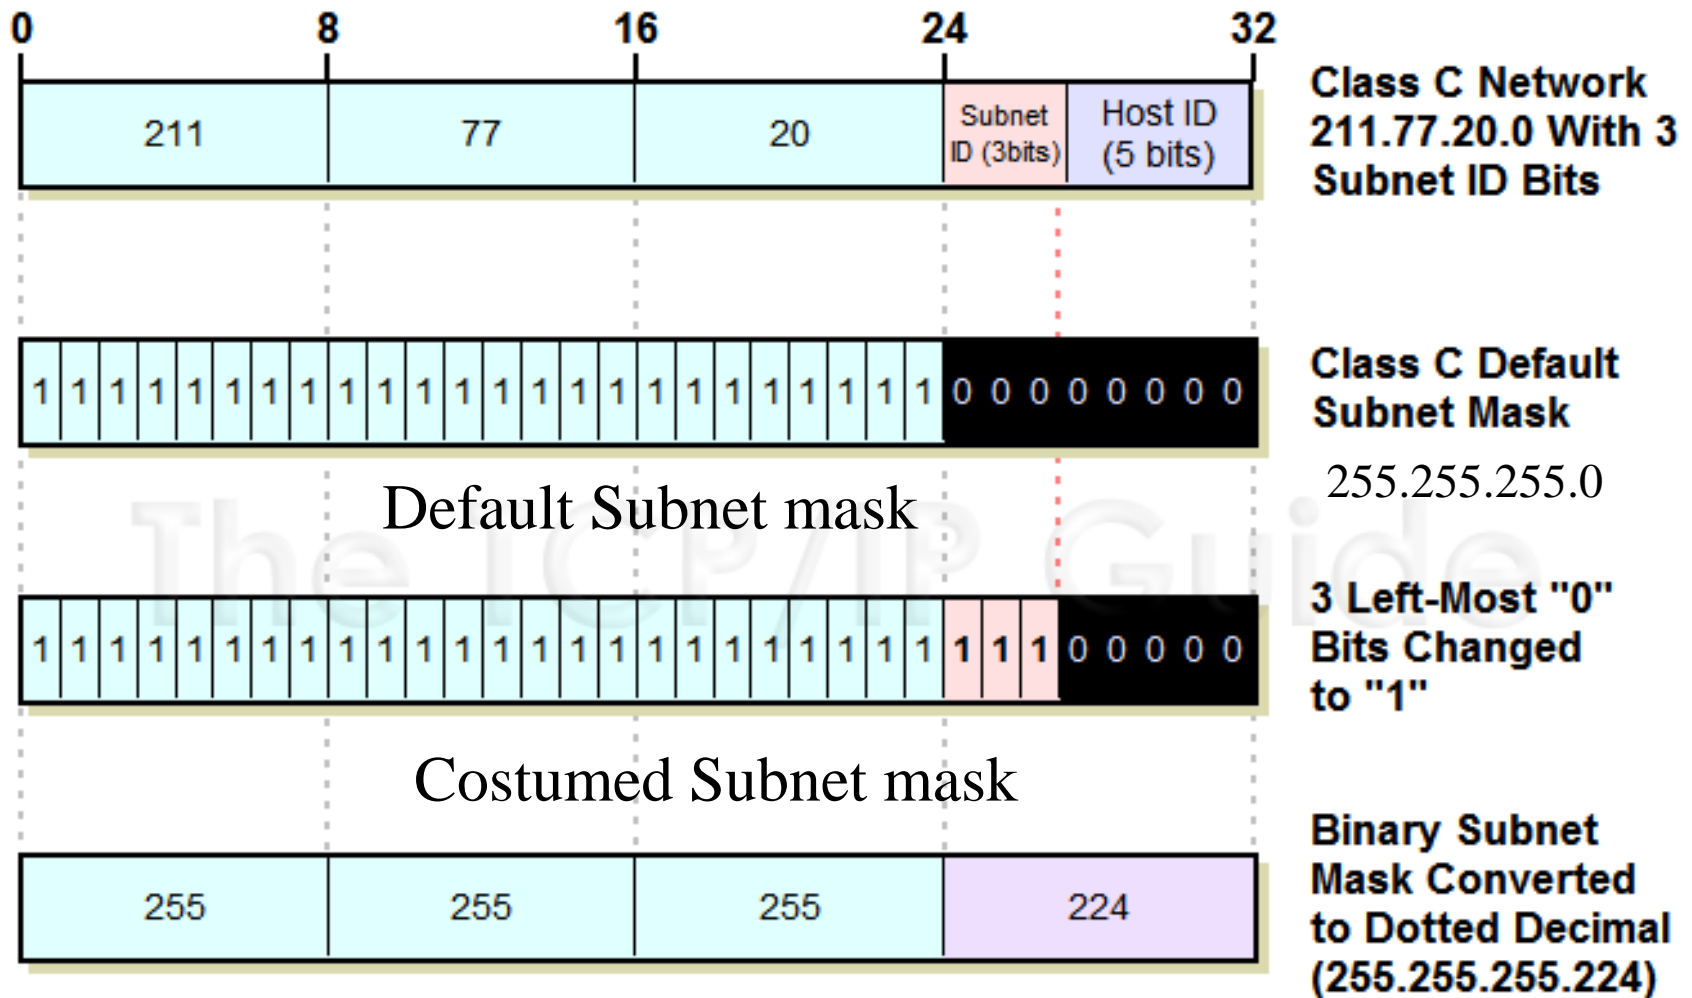 0 8 16 24 32
211 77 20 Subnet ID (3bits) Host ID (5 bits)
Class C Network
211.77.20.0 With 3
Subnet ID Bits
1 1 1 1 1 1 1 1 1 1 1 1 1 1 1 1 1 1 1 1 1 1 1 1 0 0 0 0 0 0 0 0
Class C Default
Subnet Mask
255.255.255.0
Default Subnet mask
The TCP/IP Guide
1 1 1 1 1 1 1 1 1 1 1 1 1 1 1 1 1 1 1 1 1 1 1 1 1 1 1 0 0 0 0 0
3 Left-Most "0"
Bits Changed
to "1"
Costumed Subnet mask
255 255 255 224
Binary Subnet
Mask Converted
to Dotted Decimal
(255.255.255.224)